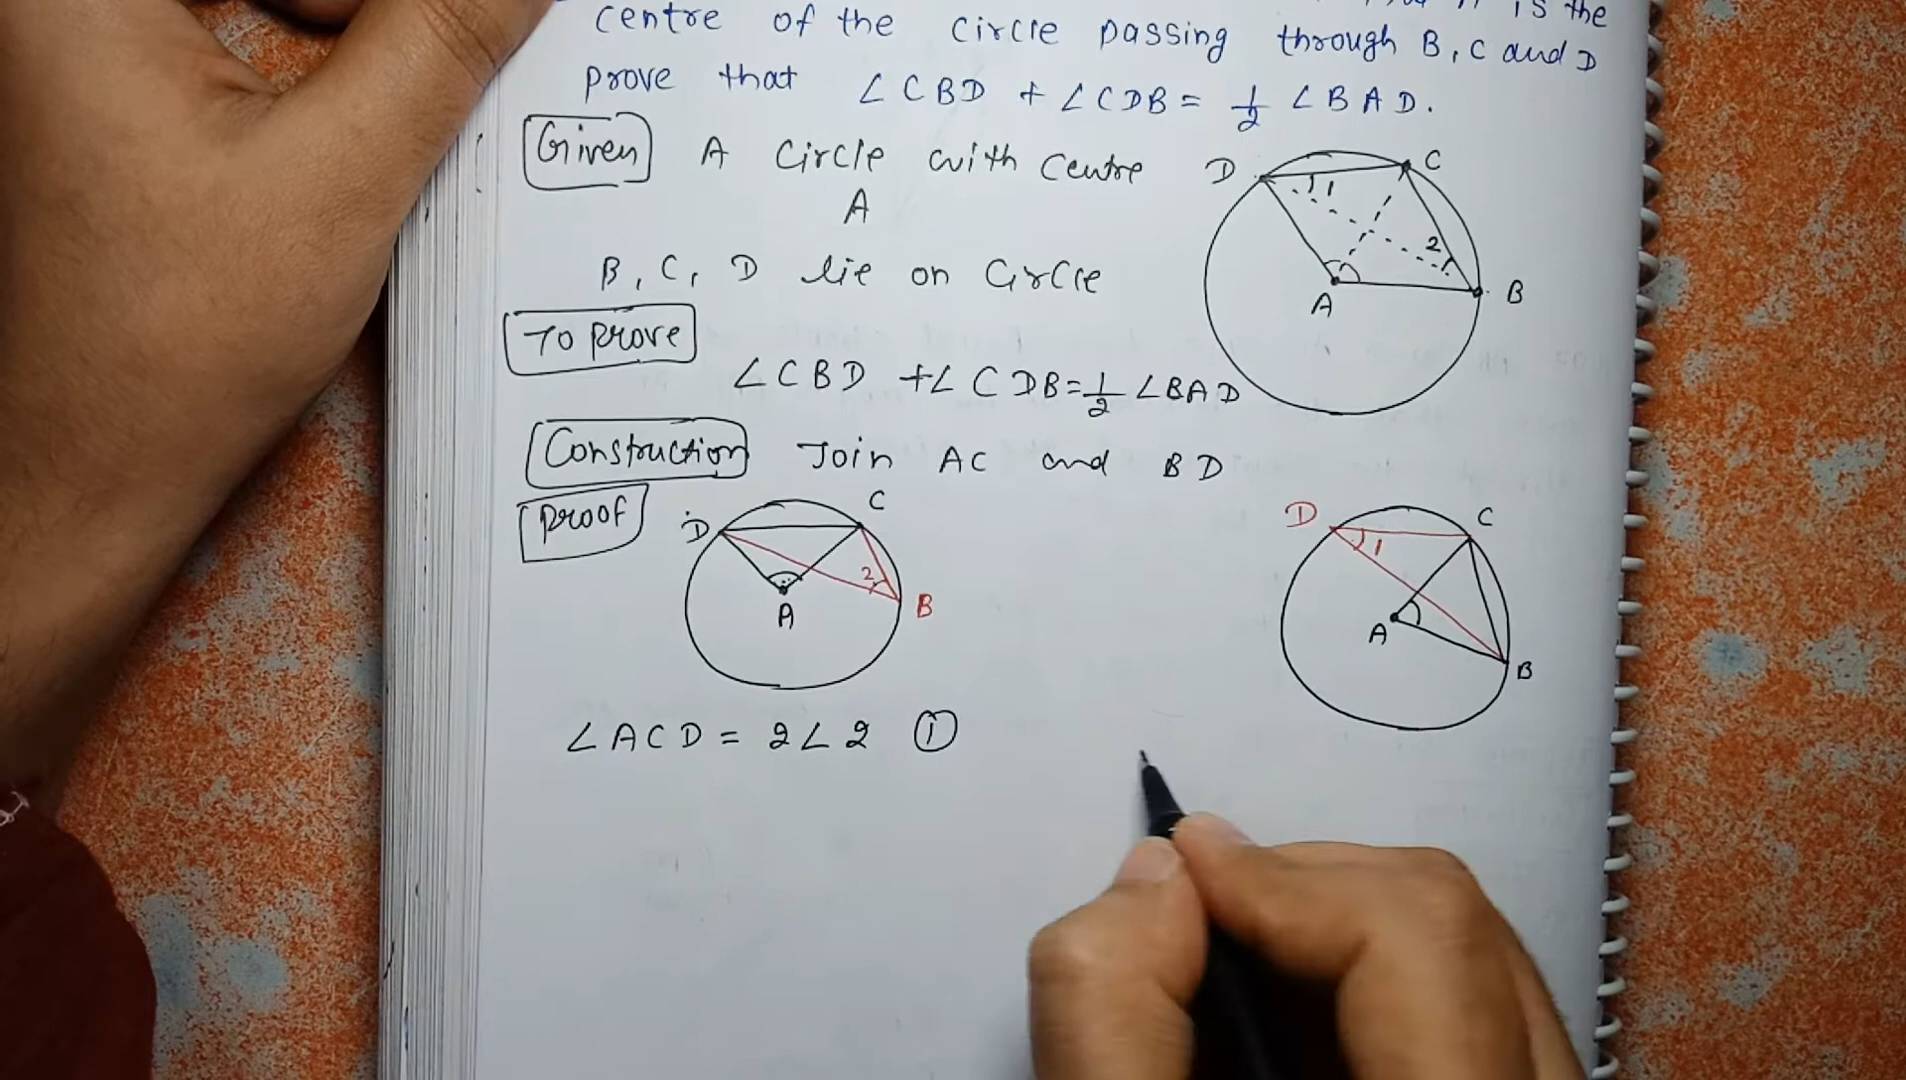 is the
centre of the circle passing through B, C and D
prove that ∠CBD + ∠CDB = 1/2 ∠BAD.
Given A Circle with Centre
A
B, C, D lie on Circle
To prove
∠CBD + ∠CDB = 1/2 ∠BAD
Construction Join AC and BD
Proof
D C
1
2
A B
D C
2
A B
D C
1
A B
∠ACD = 2∠2 ①